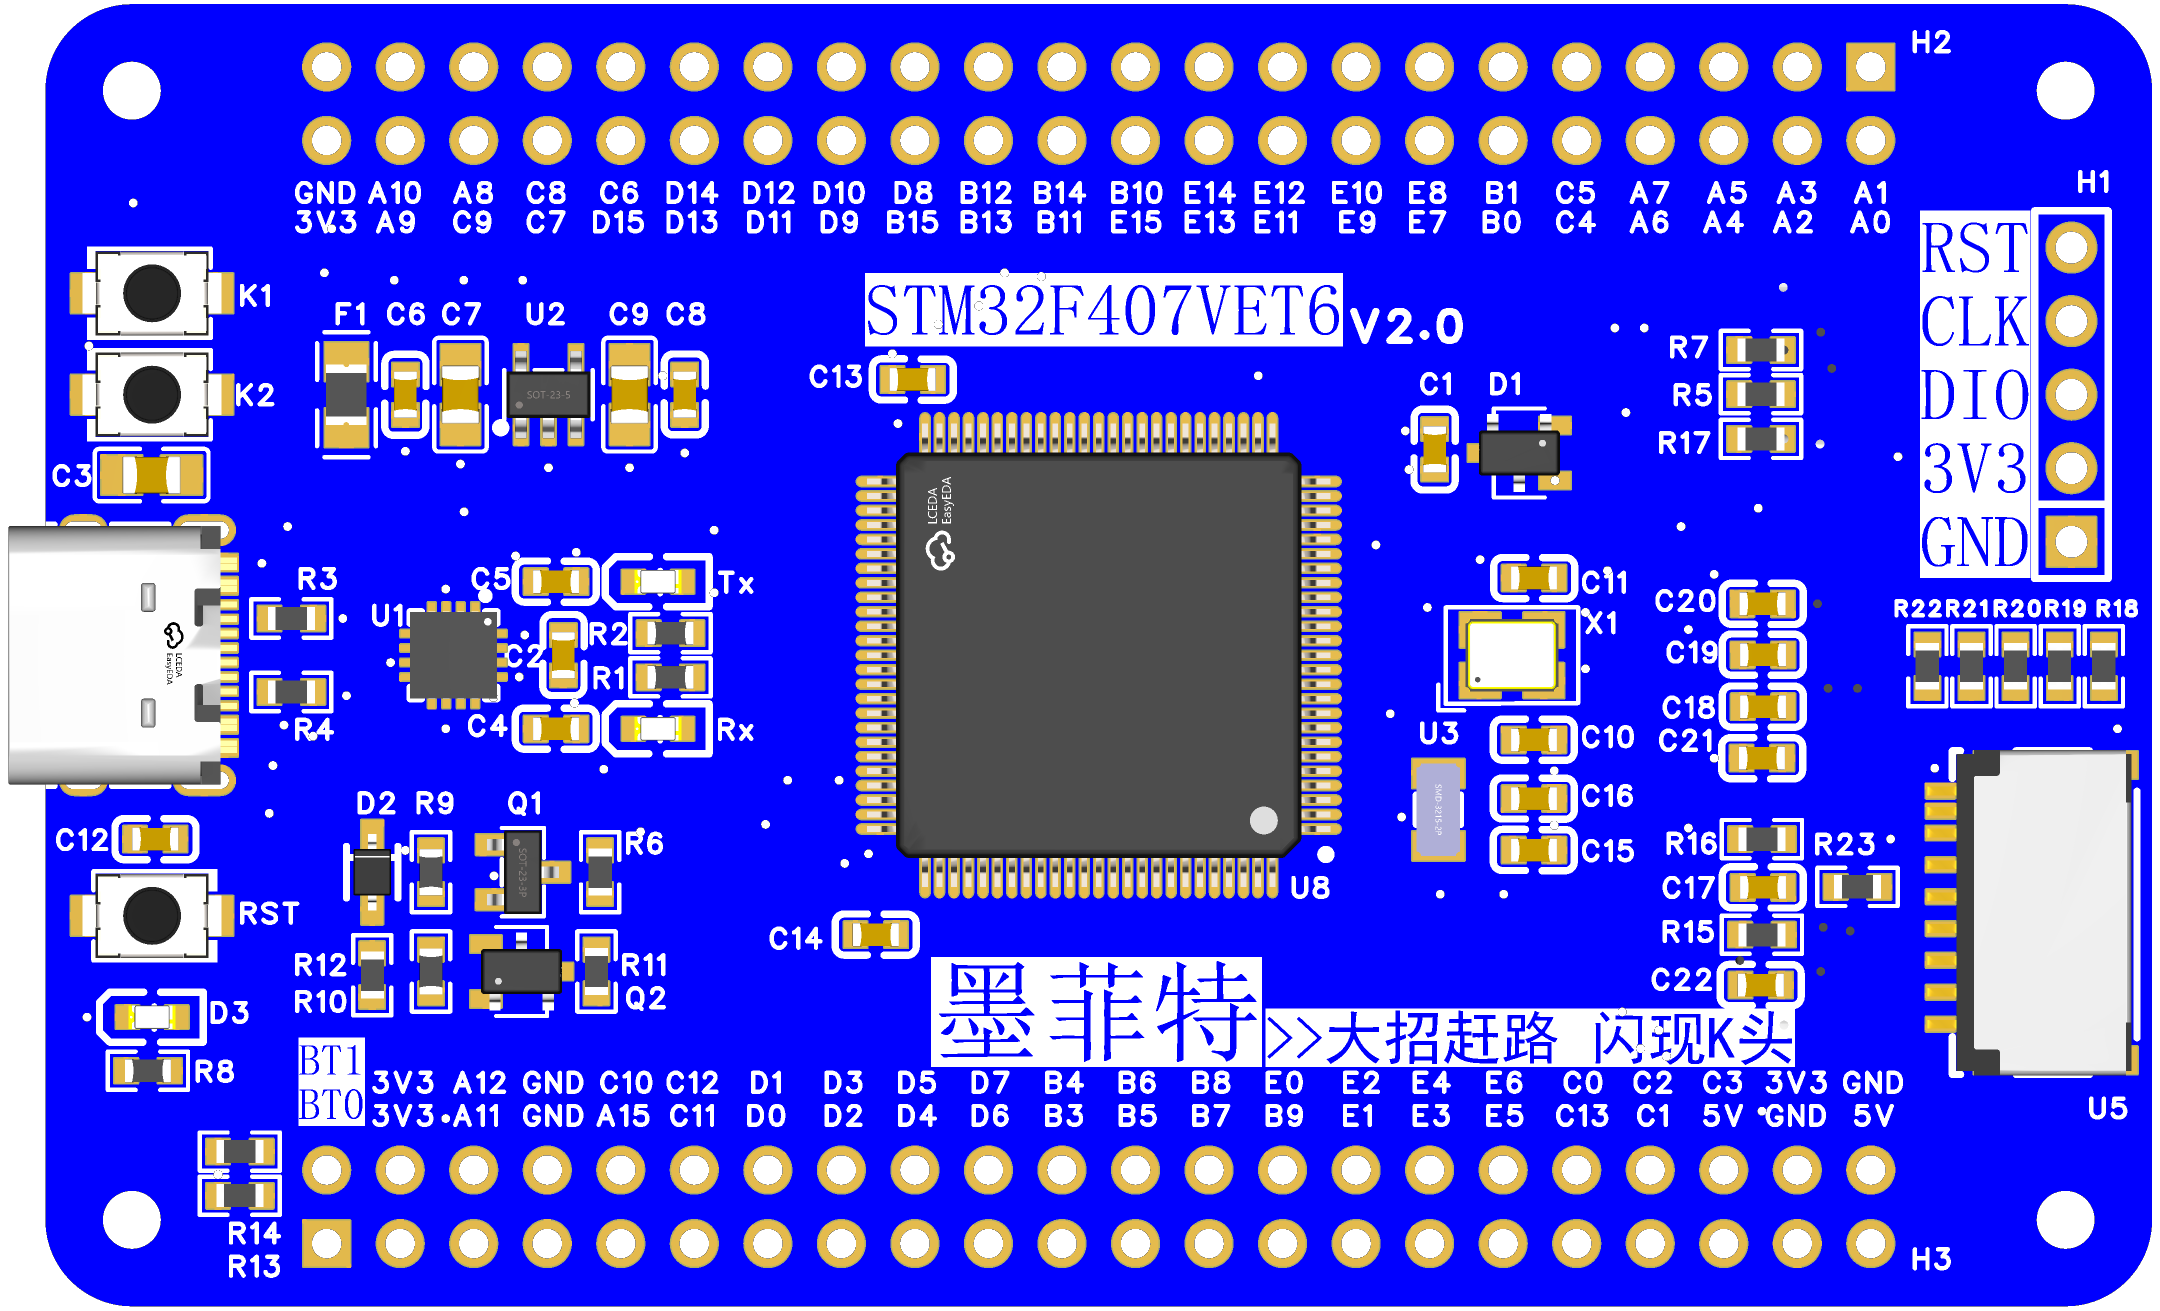 H2
GND A10 A8 C8 C6 D14 D12 D10 D8 B12 B14 B10 E14 E12 E10 E8 B1 C5 A7 A5 A3 A1
3V3 A9 C9 C7 D15 D13 D11 D9 B15 B13 B11 E15 E13 E11 E9 E7 B0 C4 A6 A4 A2 A0
H1
RST
CLK
DIO
3V3
GND
K1
K2
C3
F1 C6 C7 U2 C9 C8
SOT-23-5
STM32F407VET6 V2.0
C13
C1 D1
R7
R5
R17
LCEDA
EasyEDA
R3
R4
LCEDA
EasyEDA
U1
C5
Tx
R2
C2
R1
C4
Rx
C11
X1
U3
C10
C16
C15
SMD-3215-2P
C20
C19
C18
C21
R22 R21 R20 R19 R18
C12
RST
D2 R9 Q1 R6
SOT-23-3P
R12 R11
R10 Q2
U8
C14
R16 R23
C17
R15
C22
D3
R8
墨菲特>>大招赶路 闪现K头
BT1
BT0
3V3 A12 GND C10 C12 D1 D3 D5 D7 B4 B6 B8 E0 E2 E4 E6 C0 C2 C3 3V3 GND
3V3 A11 GND A15 C11 D0 D2 D4 D6 B3 B5 B7 B9 E1 E3 E5 C13 C1 5V GND 5V
U5
R14
R13
H3